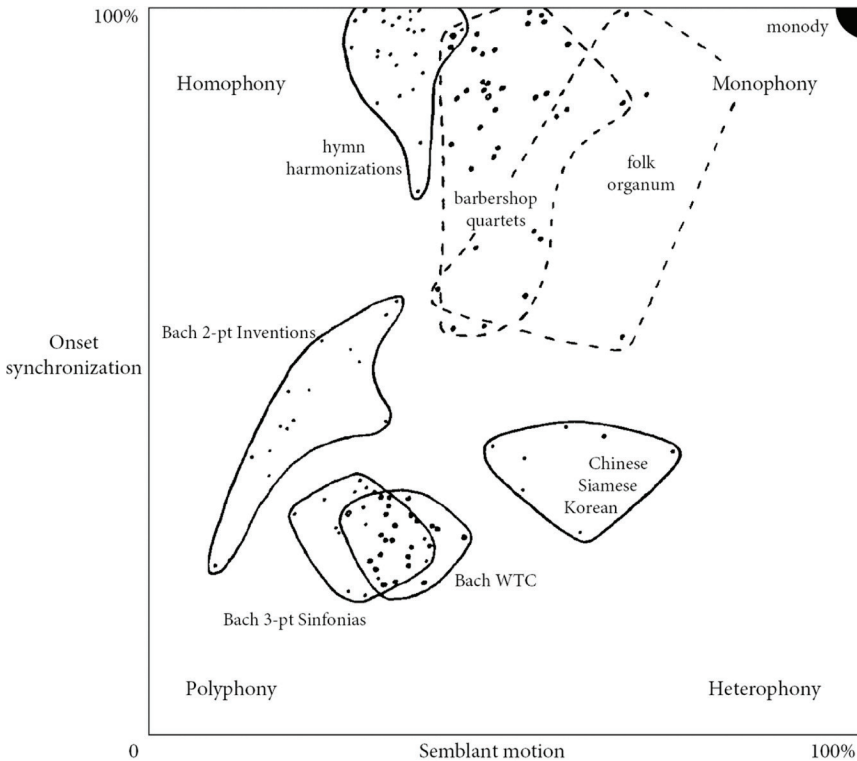 100%
monody
Homophony
Monophony
hymn
harmonizations
folk
organum
barbershop
quartets
Bach 2-pt Inventions
Onset
synchronization
Chinese
Siamese
Korean
Bach WTC
Bach 3-pt Sinfonias
Polyphony
Heterophony
0
Semblant motion
100%